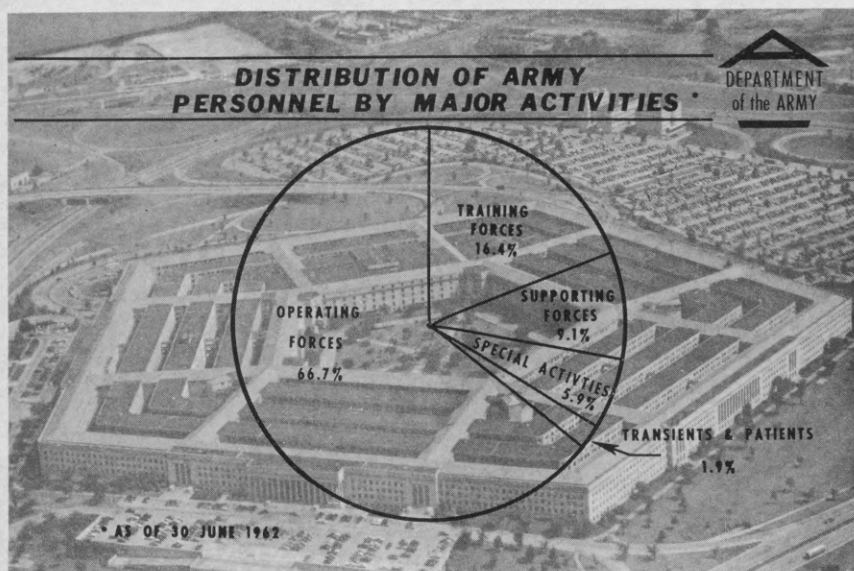 DISTRIBUTION OF ARMY
PERSONNEL BY MAJOR ACTIVITIES *
DEPARTMENT
of the ARMY
TRAINING
FORCES
16.4%
SUPPORTING
FORCES
9.1%
OPERATING
FORCES
66.7%
SPECIAL ACTIVTIES
5.9%
TRANSIENTS & PATIENTS
1.9%
* AS OF 30 JUNE 1962